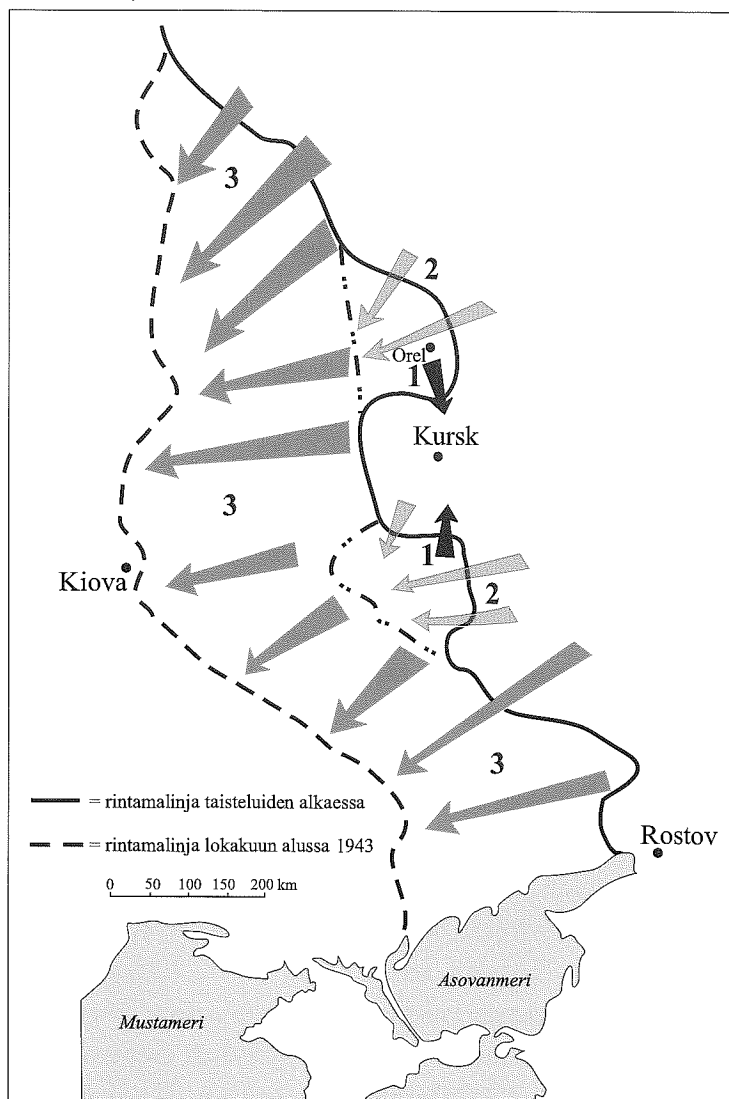 3
2
Orel
1
Kursk
3
1
Kiova
2
3
= rintamalinja taisteluiden alkaessa
= rintamalinja lokakuun alussa 1943
Rostov
0 50 100 150 200 km
Asovanmeri
Mustameri